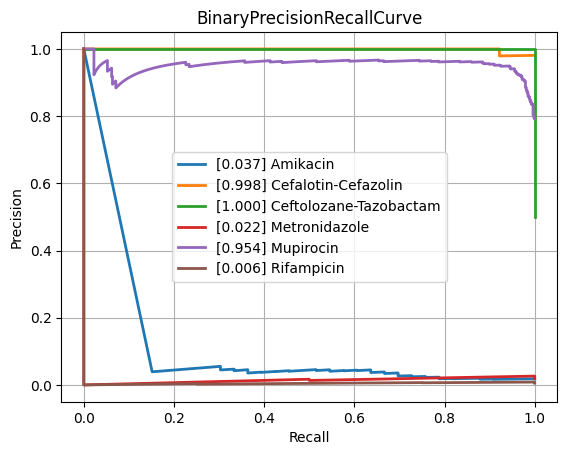 BinaryPrecisionRecallCurve
Precision
1.0
0.8
0.6
0.4
0.2
0.0
[0.037] Amikacin
[0.998] Cefalotin-Cefazolin
[1.000] Ceftolozane-Tazobactam
[0.022] Metronidazole
[0.954] Mupirocin
[0.006] Rifampicin
0.0 0.2 0.4 0.6 0.8 1.0
Recall